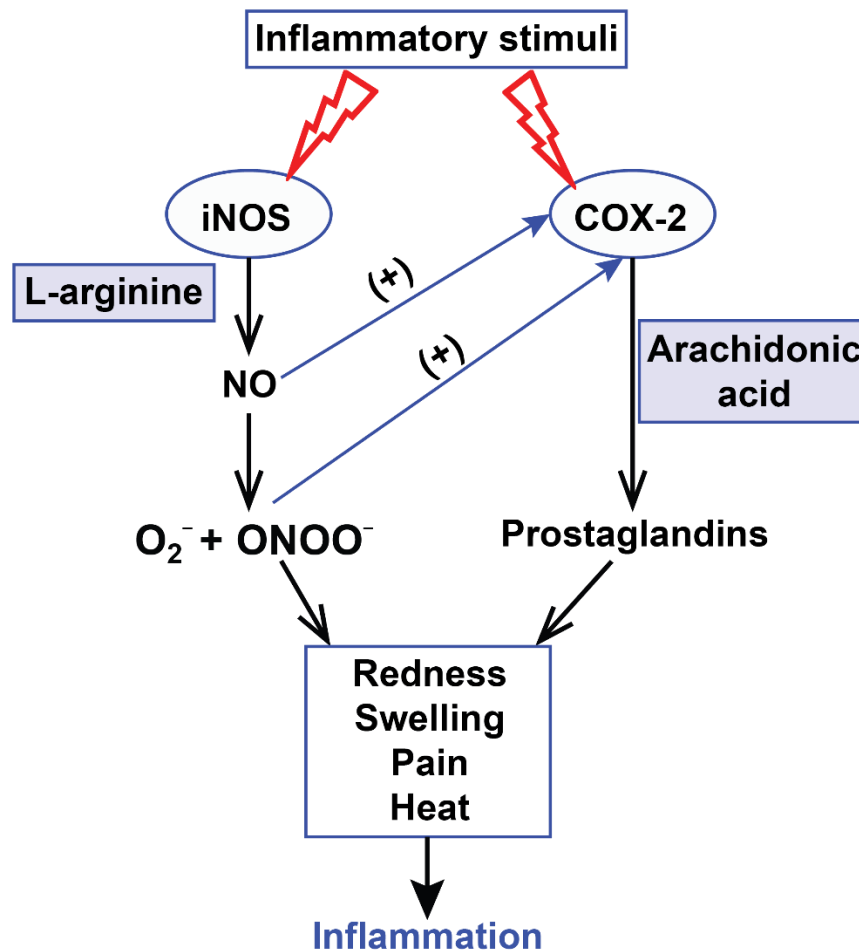 Inflammatory stimuli
iNOS
COX-2
L-arginine
(+)
(+)
Arachidonic
acid
NO
O₂⁻ + ONOO⁻
Prostaglandins
Redness
Swelling
Pain
Heat
Inflammation